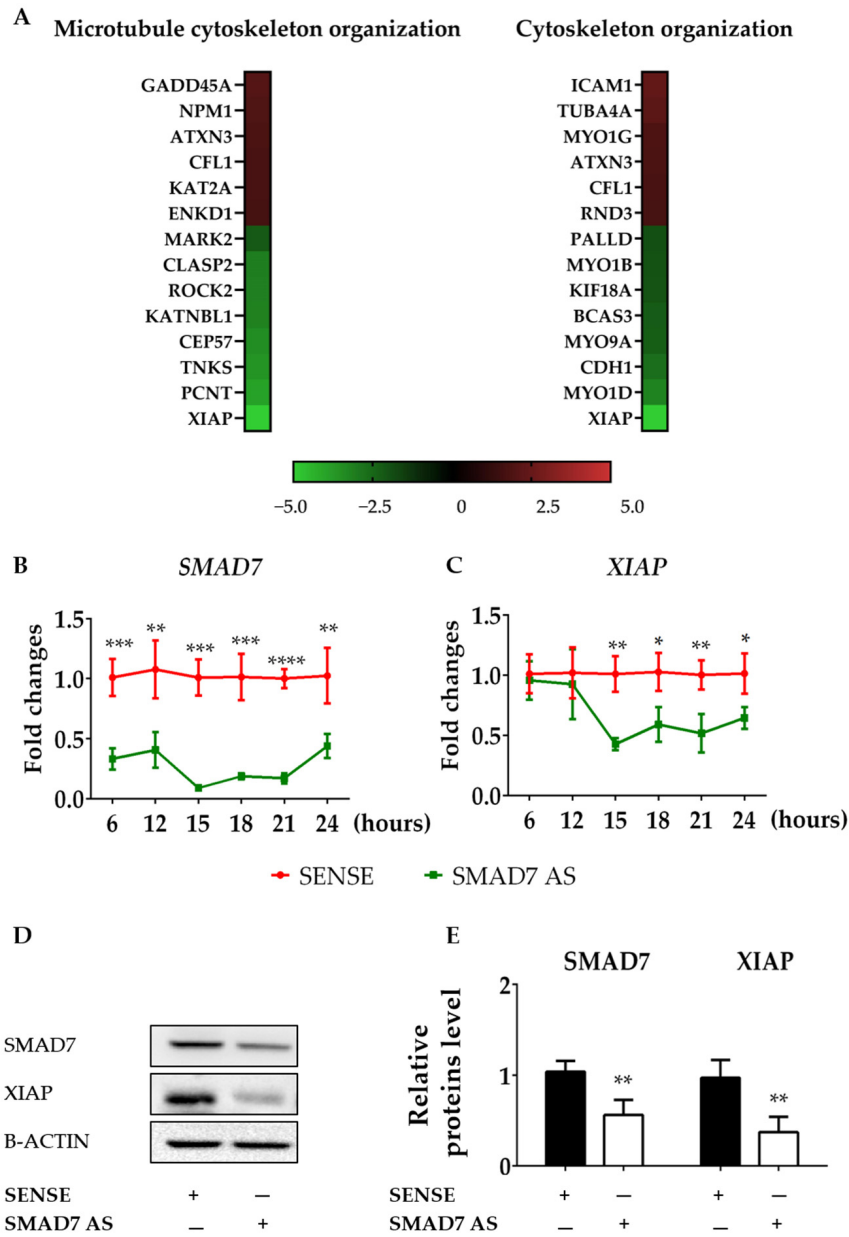 A
Microtubule cytoskeleton organization
Cytoskeleton organization
GADD45A
NPM1
ATXN3
CFL1
KAT2A
ENKD1
MARK2
CLASP2
ROCK2
KATNBL1
CEP57
TNKS
PCNT
XIAP
ICAM1
TUBA4A
MYO1G
ATXN3
CFL1
RND3
PALLD
MYO1B
KIF18A
BCAS3
MYO9A
CDH1
MYO1D
XIAP
−5.0 −2.5 0 2.5 5.0
B
SMAD7
Fold changes
1.5
1.0
0.5
0.0
*** ** *** *** **** **
6 12 15 18 21 24 (hours)
C
XIAP
Fold changes
1.5
1.0
0.5
0.0
** * ** *
6 12 15 18 21 24 (hours)
SENSE SMAD7 AS
D
SMAD7
XIAP
B-ACTIN
SENSE + −
SMAD7 AS − +
E
SMAD7 XIAP
Relative
proteins level
2
1
0
** **
SENSE + − + −
SMAD7 AS − + − +